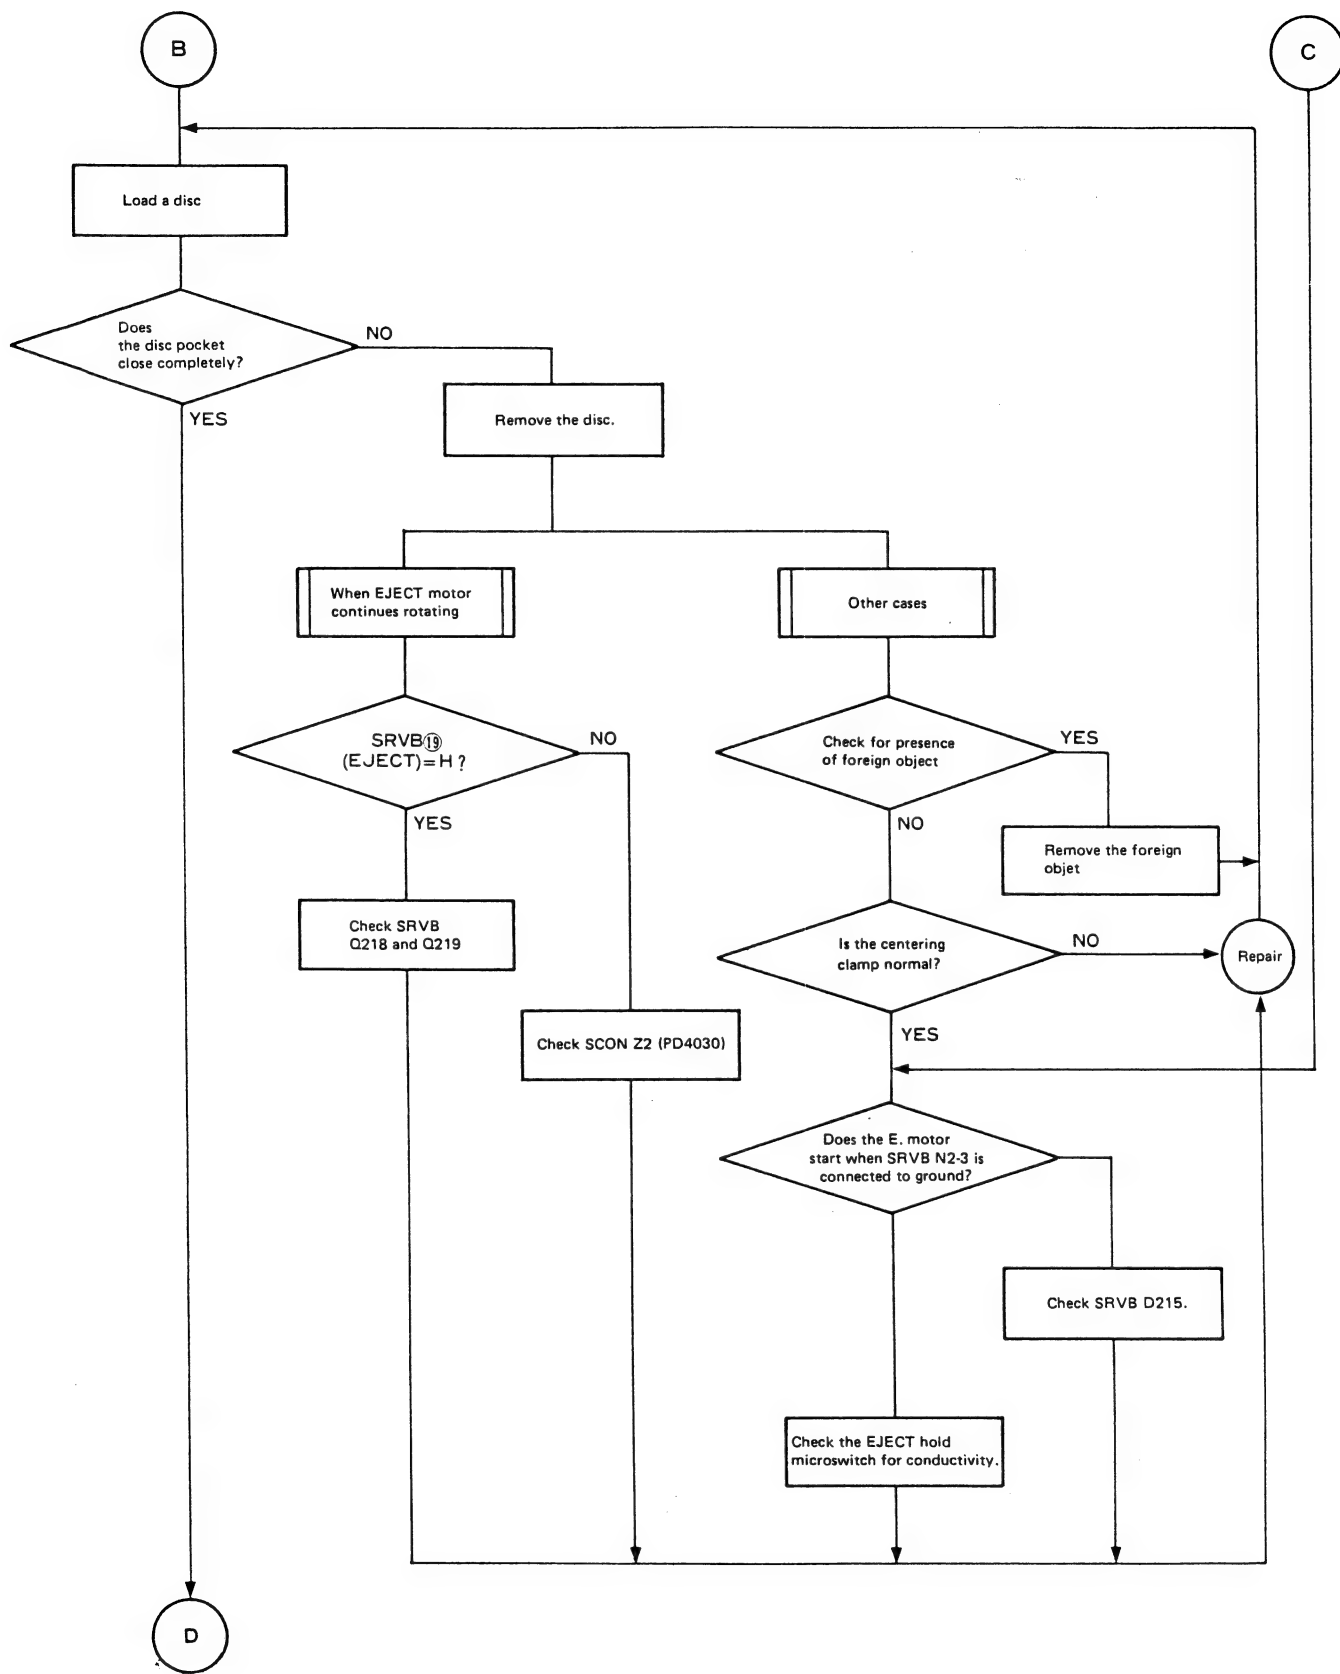 B
C
Load a disc
Does
the disc pocket
close completely?
NO
YES
Remove the disc.
When EJECT motor
continues rotating
Other cases
SRVB⑲
(EJECT)=H ?
NO
YES
Check for presence
of foreign object
YES
NO
Remove the foreign
objet
Check SRVB
Q218 and Q219
Is the centering
clamp normal?
NO
Repair
YES
Check SCON Z2 (PD4030)
Does the E. motor
start when SRVB N2-3 is
connected to ground?
Check SRVB D215.
Check the EJECT hold
microswitch for conductivity.
D